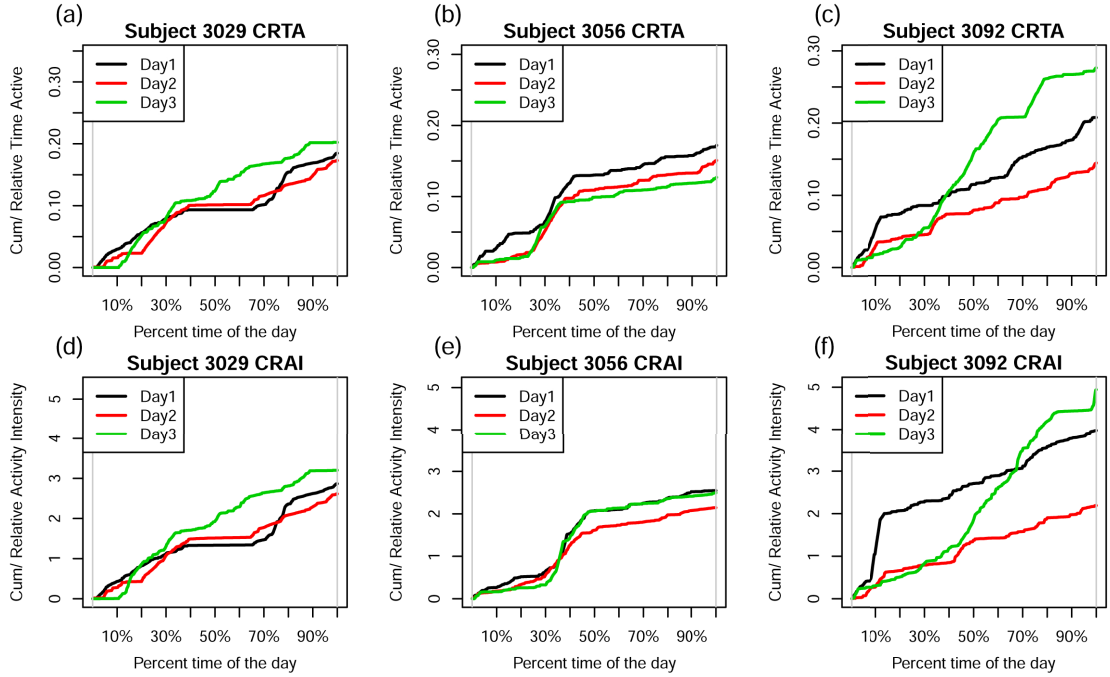 (a)
Subject 3029 CRTA
Cum/ Relative Time Active
0.00 0.10 0.20 0.30
Day1
Day2
Day3
10% 30% 50% 70% 90%
Percent time of the day
(b)
Subject 3056 CRTA
Cum/ Relative Time Active
0.00 0.10 0.20 0.30
Day1
Day2
Day3
10% 30% 50% 70% 90%
Percent time of the day
(c)
Subject 3092 CRTA
Cum/ Relative Time Active
0.00 0.10 0.20 0.30
Day1
Day2
Day3
10% 30% 50% 70% 90%
Percent time of the day
(d)
Subject 3029 CRAI
Cum/ Relative Activity Intensity
0 1 2 3 4 5
Day1
Day2
Day3
10% 30% 50% 70% 90%
Percent time of the day
(e)
Subject 3056 CRAI
Cum/ Relative Activity Intensity
0 1 2 3 4 5
Day1
Day2
Day3
10% 30% 50% 70% 90%
Percent time of the day
(f)
Subject 3092 CRAI
Cum/ Relative Activity Intensity
0 1 2 3 4 5
Day1
Day2
Day3
10% 30% 50% 70% 90%
Percent time of the day